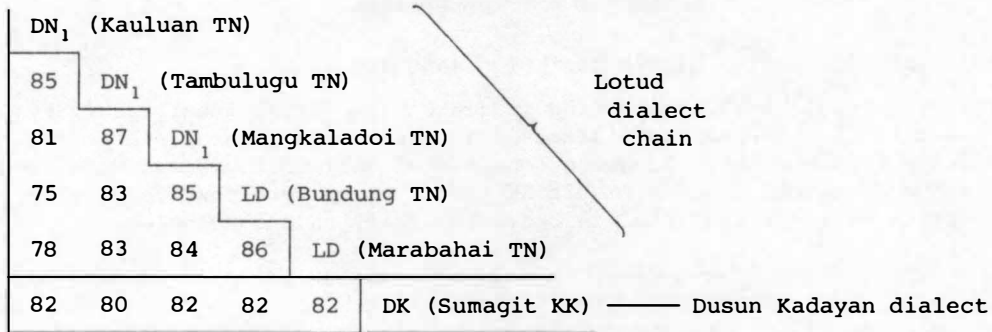 DN1 (Kauluan TN)
85 DN1 (Tambulugu TN) Lotud
dialect
81 87 DN1 (Mangkaladoi TN) chain
75 83 85 LD (Bundung TN)
78 83 84 86 LD (Marabahai TN)
82 80 82 82 82 DK (Sumagit KK) Dusun Kadayan dialect